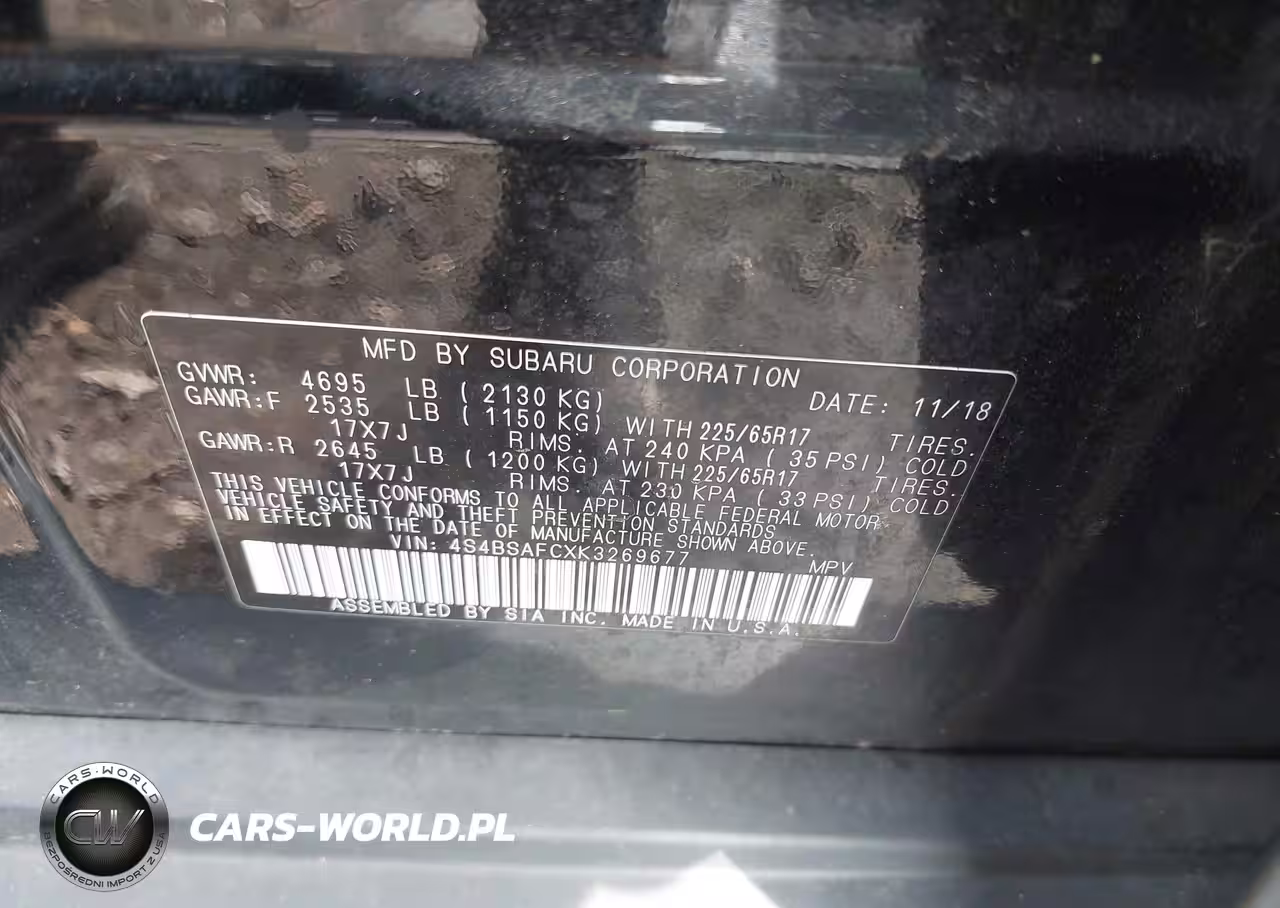 MFD BY SUBARU CORPORATION
GVWR: 4695 LB ( 2130 KG) DATE: 11/18
GAWR:F 2535 LB ( 1150 KG) WITH 225/65R17 TIRES.
17X7J RIMS. AT 240 KPA ( 35 PSI) COLD
GAWR:R 2645 LB ( 1200 KG) WITH 225/65R17 TIRES.
17X7J RIMS. AT 230 KPA ( 33 PSI) COLD
THIS VEHICLE CONFORMS TO ALL APPLICABLE FEDERAL MOTOR
VEHICLE SAFETY AND THEFT PREVENTION STANDARDS
IN EFFECT ON THE DATE OF MANUFACTURE SHOWN ABOVE.
VIN: 4S4BSAFCXK3269677 MPV
ASSEMBLED BY SIA INC. MADE IN U.S.A.
CARS-WORLD
CW
BEZPOŚREDNI IMPORT Z USA
CARS-WORLD.PL